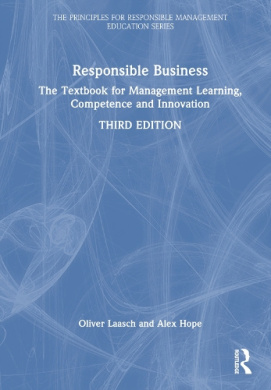 THE PRINCIPLES FOR RESPONSIBLE MANAGEMENT
EDUCATION SERIES
Responsible Business
The Textbook for Management Learning,
Competence and Innovation
THIRD EDITION
Oliver Laasch and Alex Hope
ROUTLEDGE